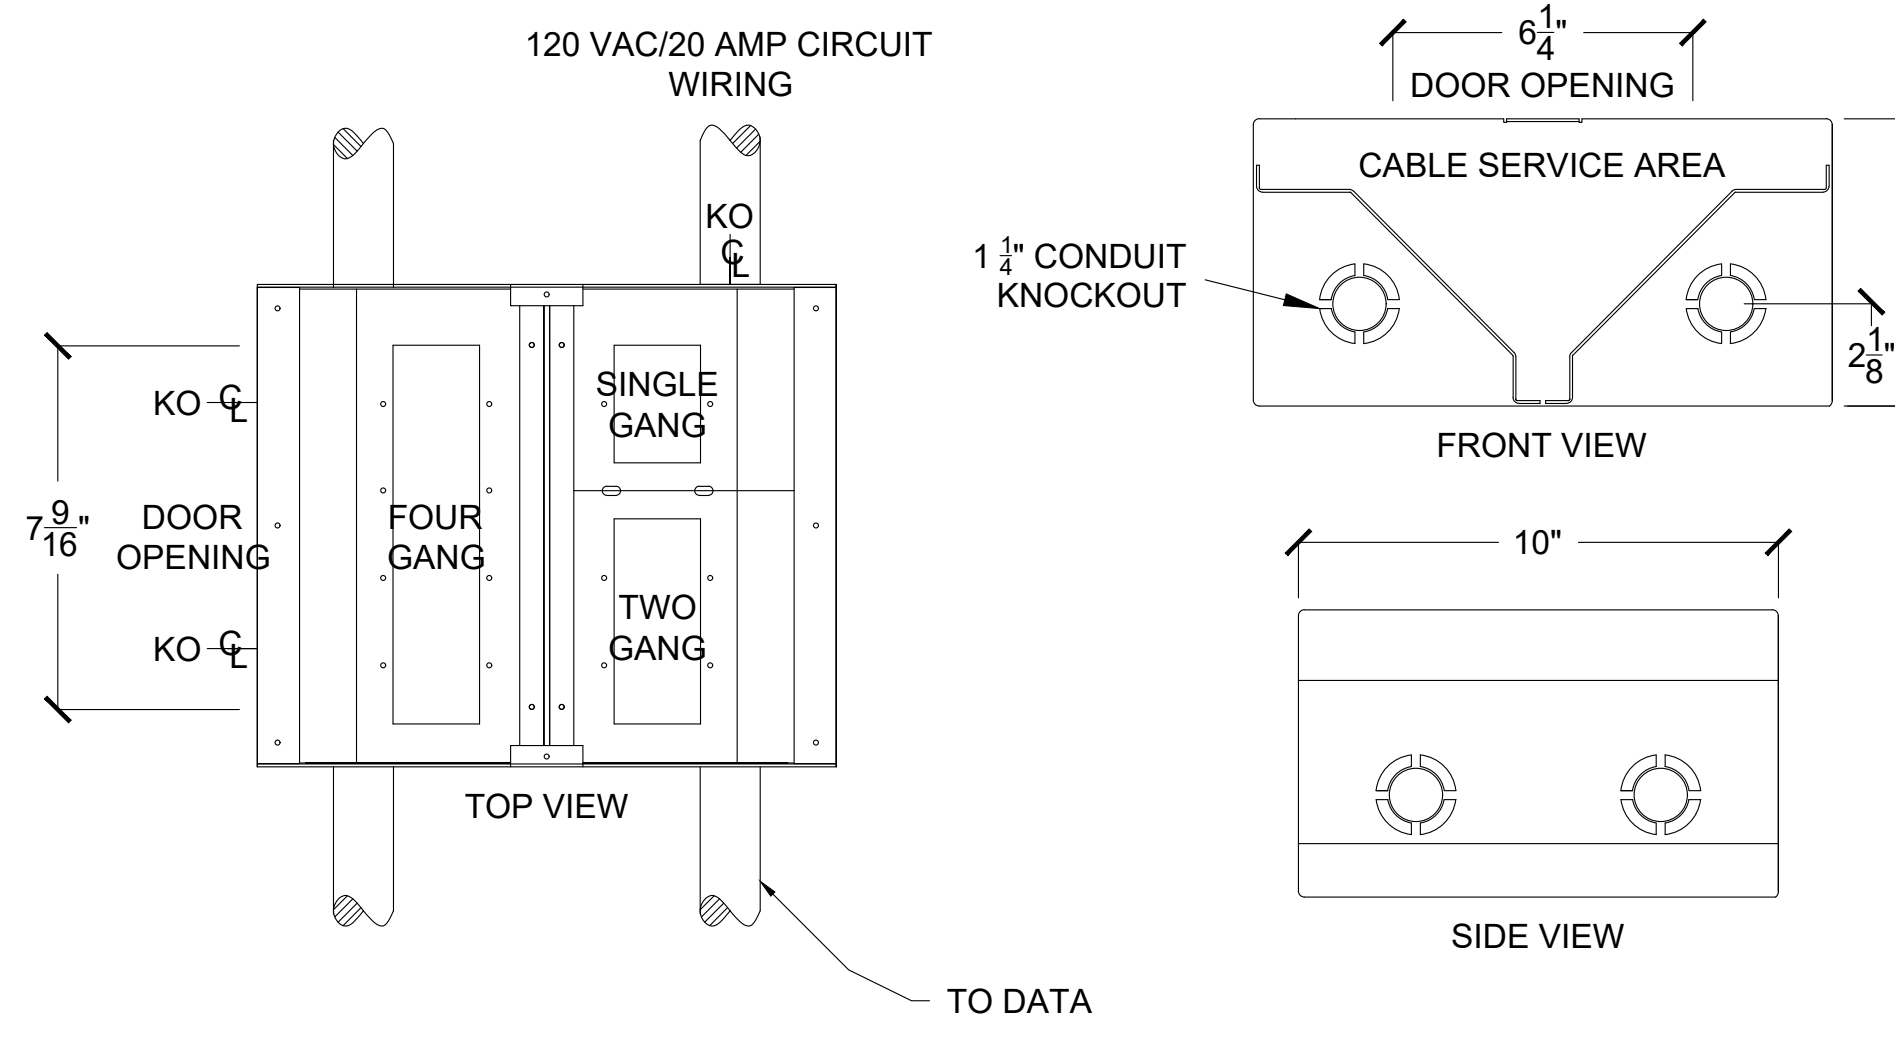 120 VAC/20 AMP CIRCUIT
WIRING
6 1/4"
DOOR OPENING
CABLE SERVICE AREA
KO
CL
1 1/4" CONDUIT
KNOCKOUT
2 1/8"
FRONT VIEW
KO CL
7 9/16"
DOOR
OPENING
KO CL
FOUR
GANG
SINGLE
GANG
TWO
GANG
TOP VIEW
10"
SIDE VIEW
TO DATA